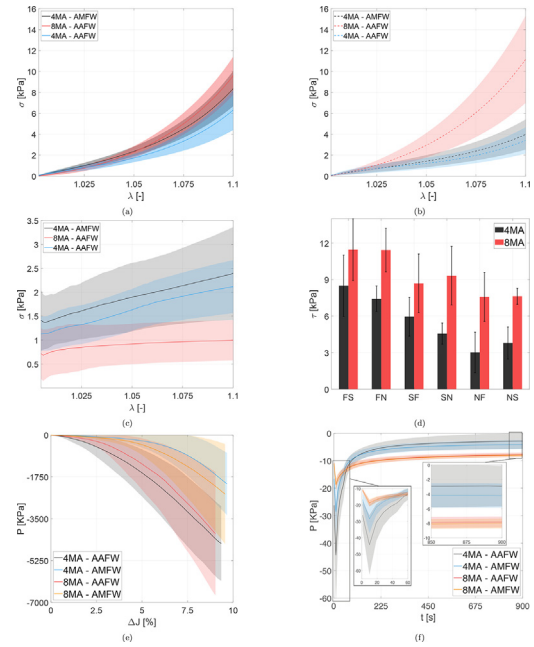 16
14
12
10
8
6
4
2
0
σ [kPa]
4MA - AMFW
8MA - AAFW
4MA - AAFW
1.025
1.05
1.075
1.1
λ [-]
(a)
16
14
12
10
8
6
4
2
0
σ [kPa]
4MA - AMFW
8MA - AAFW
4MA - AAFW
1.025
1.05
1.075
1.1
λ [-]
(b)
3.5
3
2.5
2
1.5
1
0.5
σ [kPa]
4MA - AMFW
8MA - AAFW
4MA - AAFW
1.025
1.05
1.075
1.1
λ [-]
(c)
12
9
6
3
0
τ [kPa]
4MA
8MA
FS
FN
SF
SN
NF
NS
(d)
0
-1750
-3500
-5250
-7000
P [kPa]
4MA - AAFW
4MA - AMFW
8MA - AAFW
8MA - AMFW
0
2.5
5
7.5
10
ΔJ [%]
(e)
0
-10
-20
-30
-40
-50
-60
P [kPa]
4MA - AAFW
4MA - AMFW
8MA - AAFW
8MA - AMFW
0
225
450
675
900
t [s]
(f)